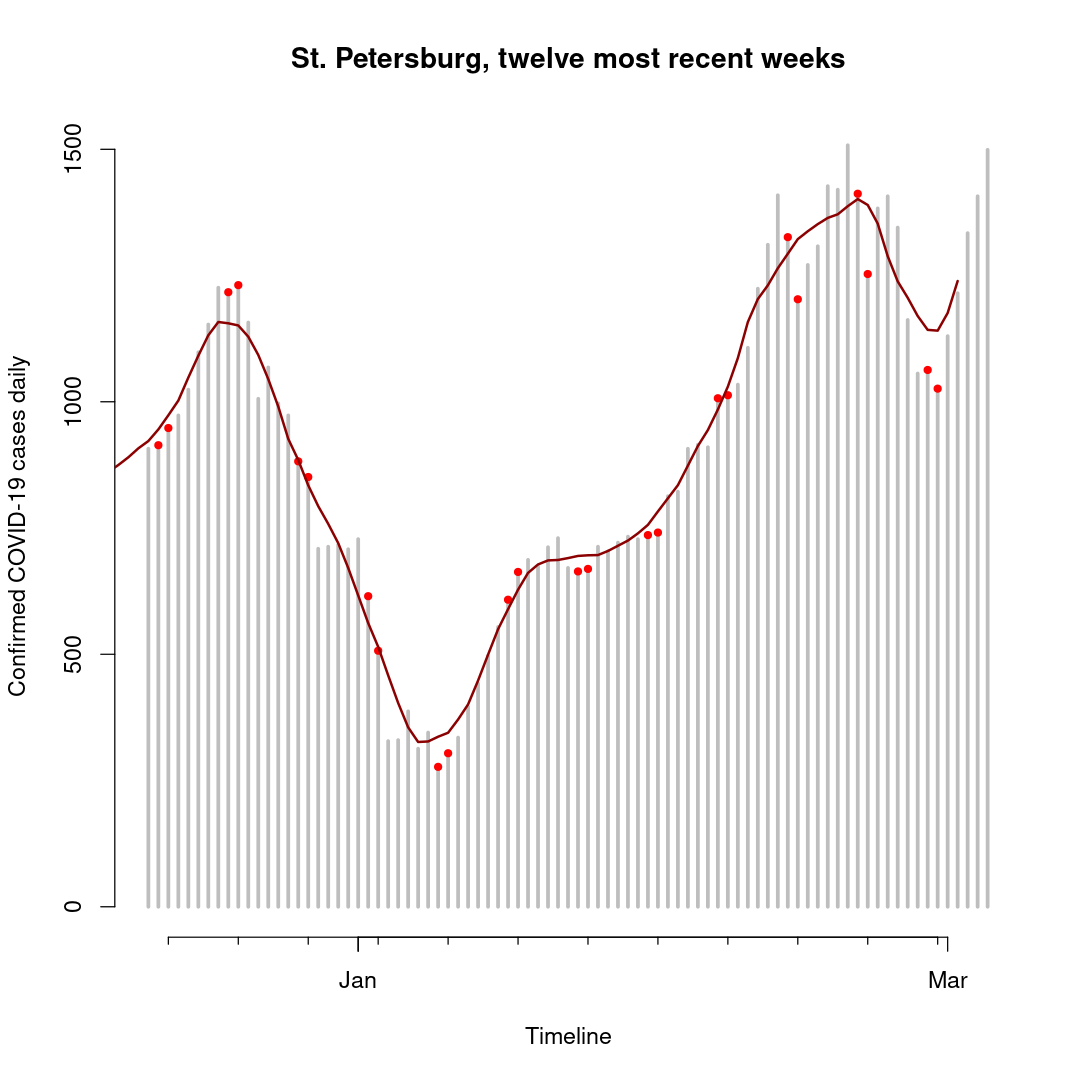 St. Petersburg, twelve most recent weeks
Confirmed COVID-19 cases daily
1500
1000
500
0
Jan
Mar
Timeline